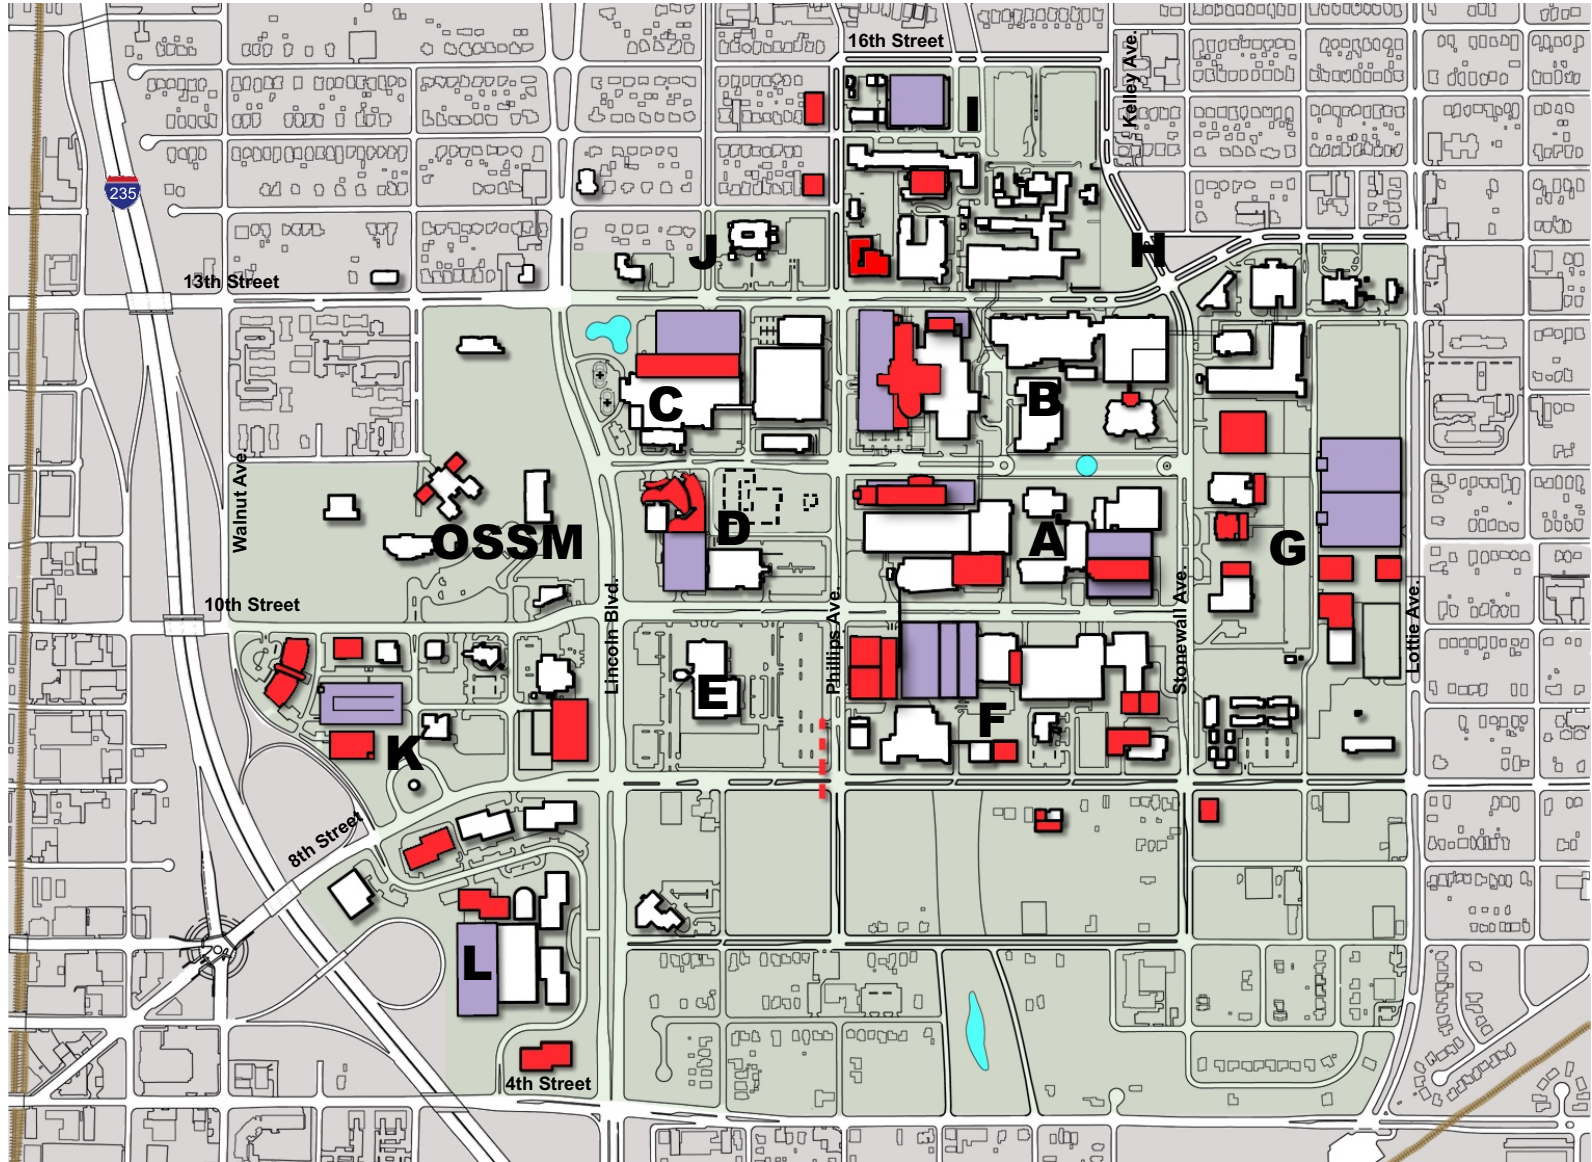 16th Street
Kelley Ave.
235
J
H
13th Street
C
B
Walnut Ave.
OSSM
D
A
G
10th Street
Lincoln Blvd.
Phillips Ave.
Stonewall Ave.
Lottie Ave.
E
F
K
8th Street
L
4th Street